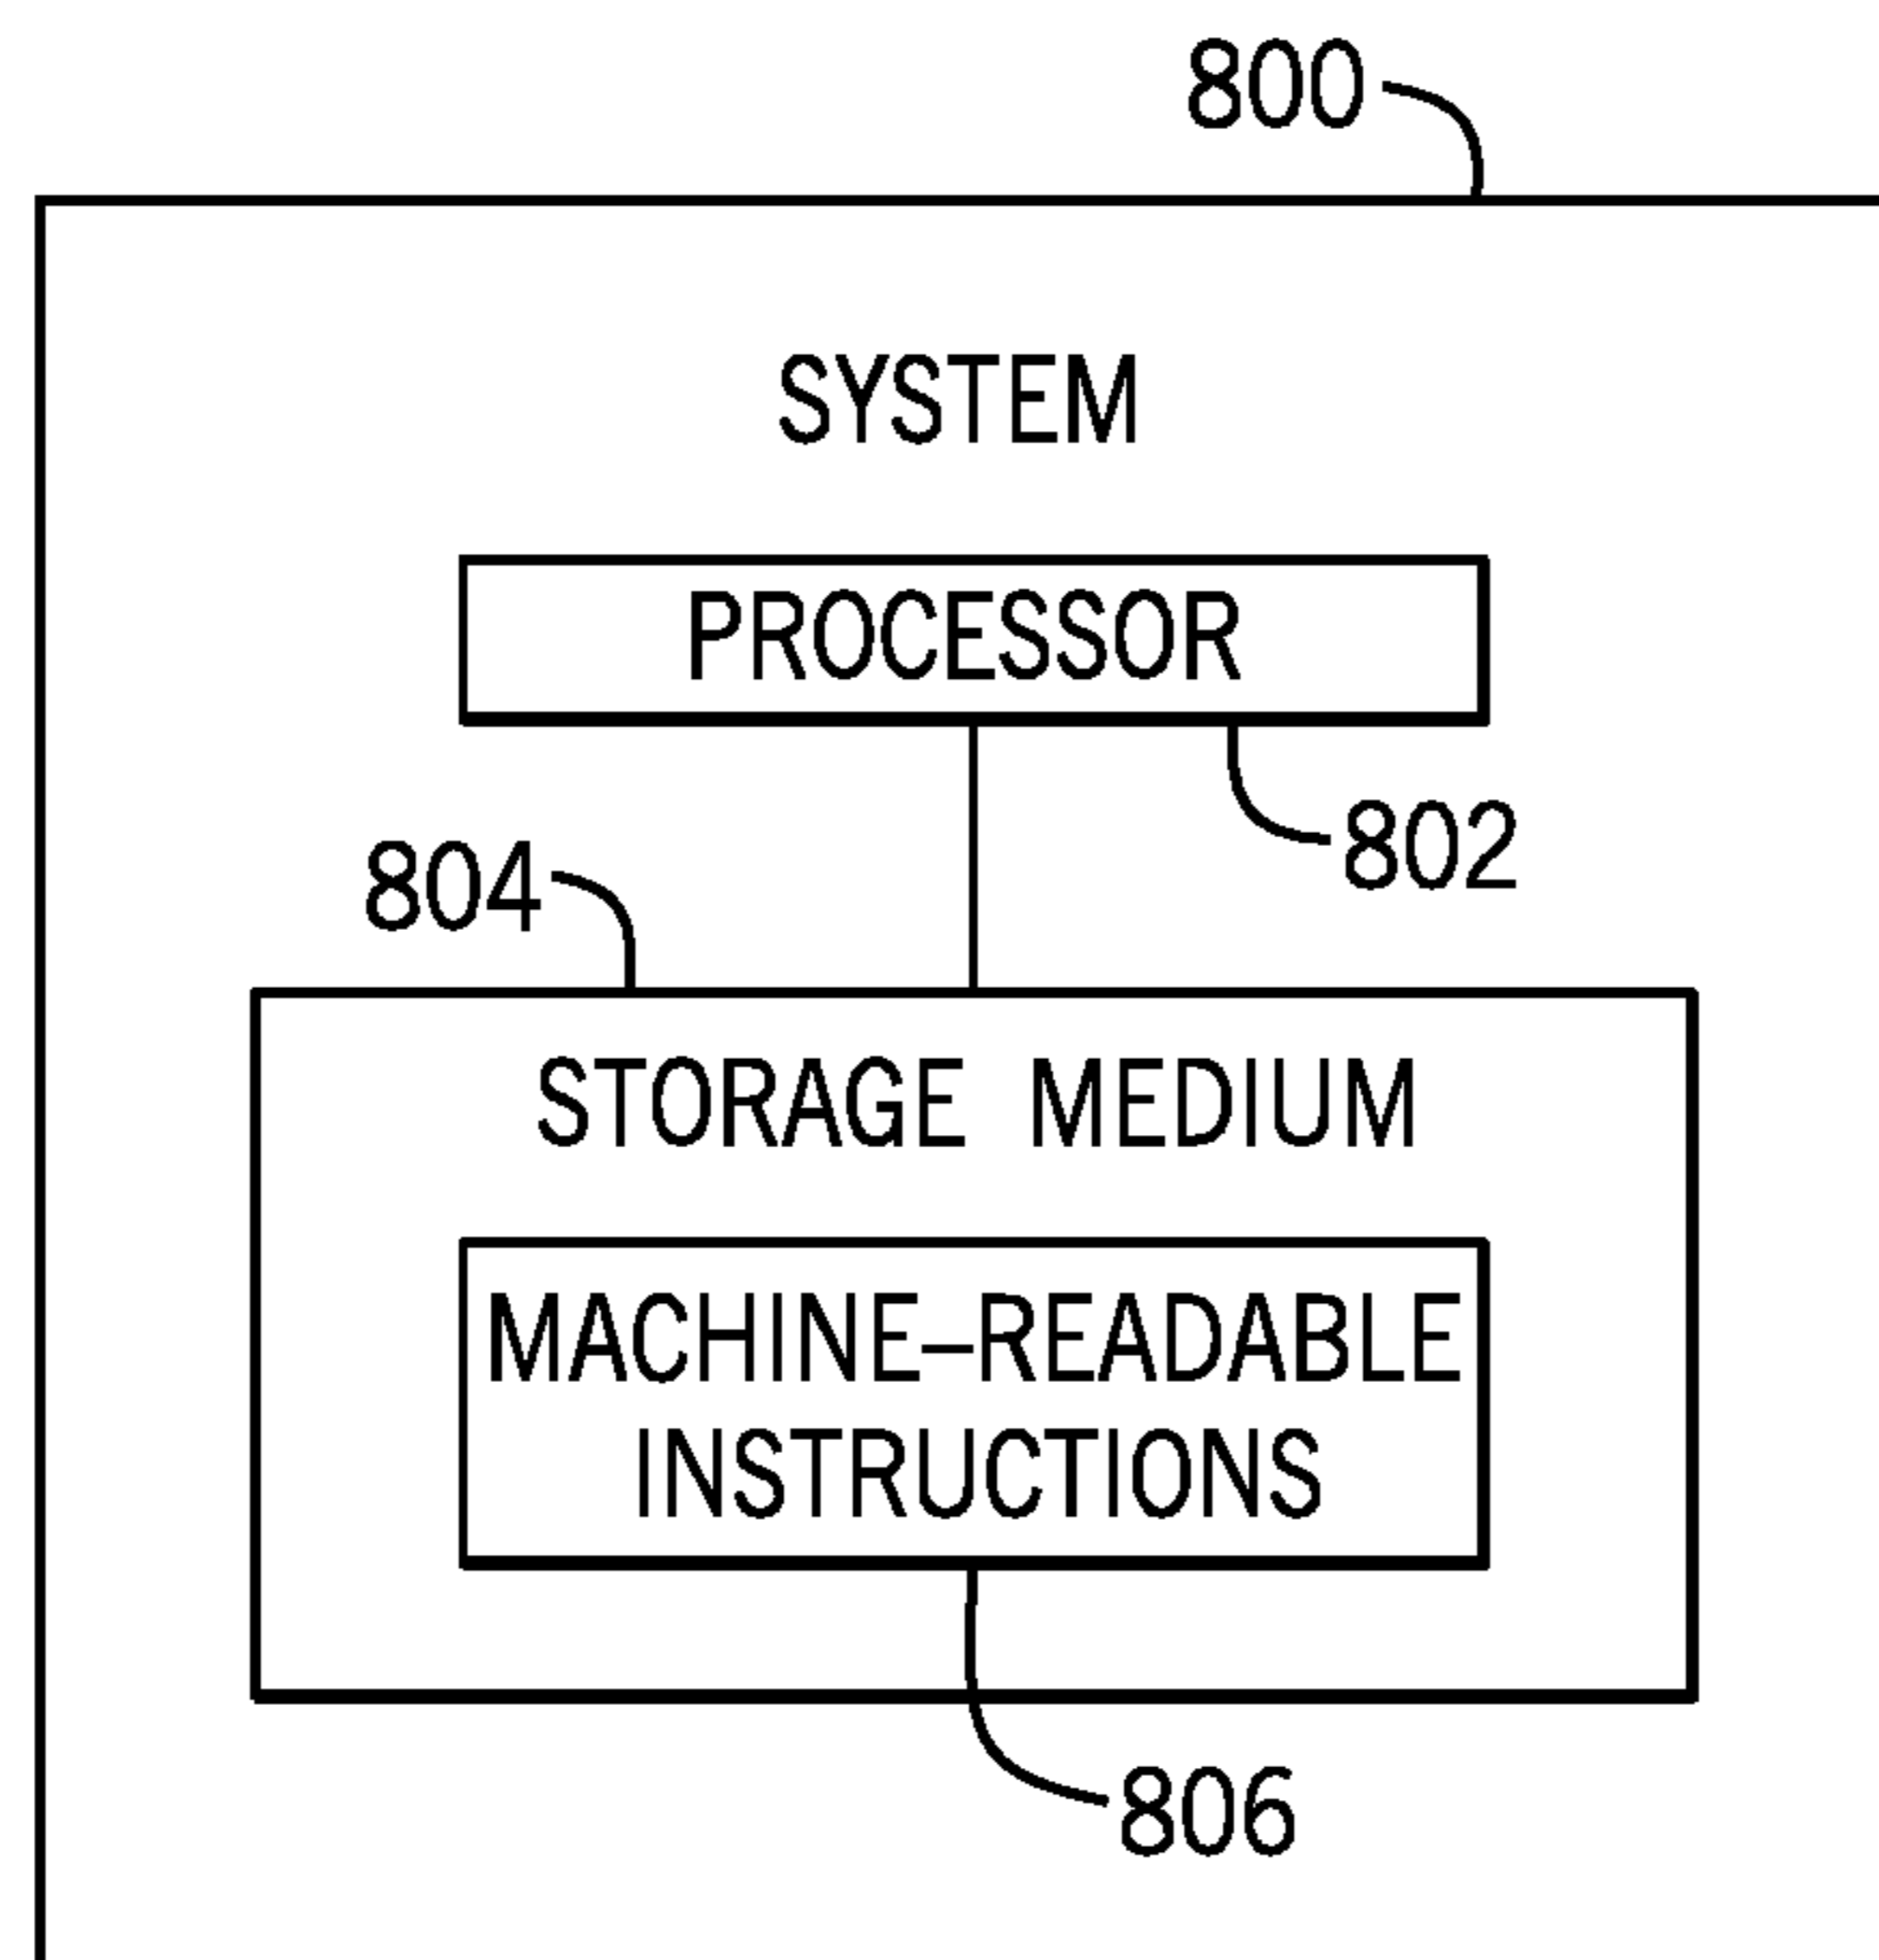 800
SYSTEM
PROCESSOR
802
804
STORAGE MEDIUM
MACHINE–READABLE
INSTRUCTIONS
806